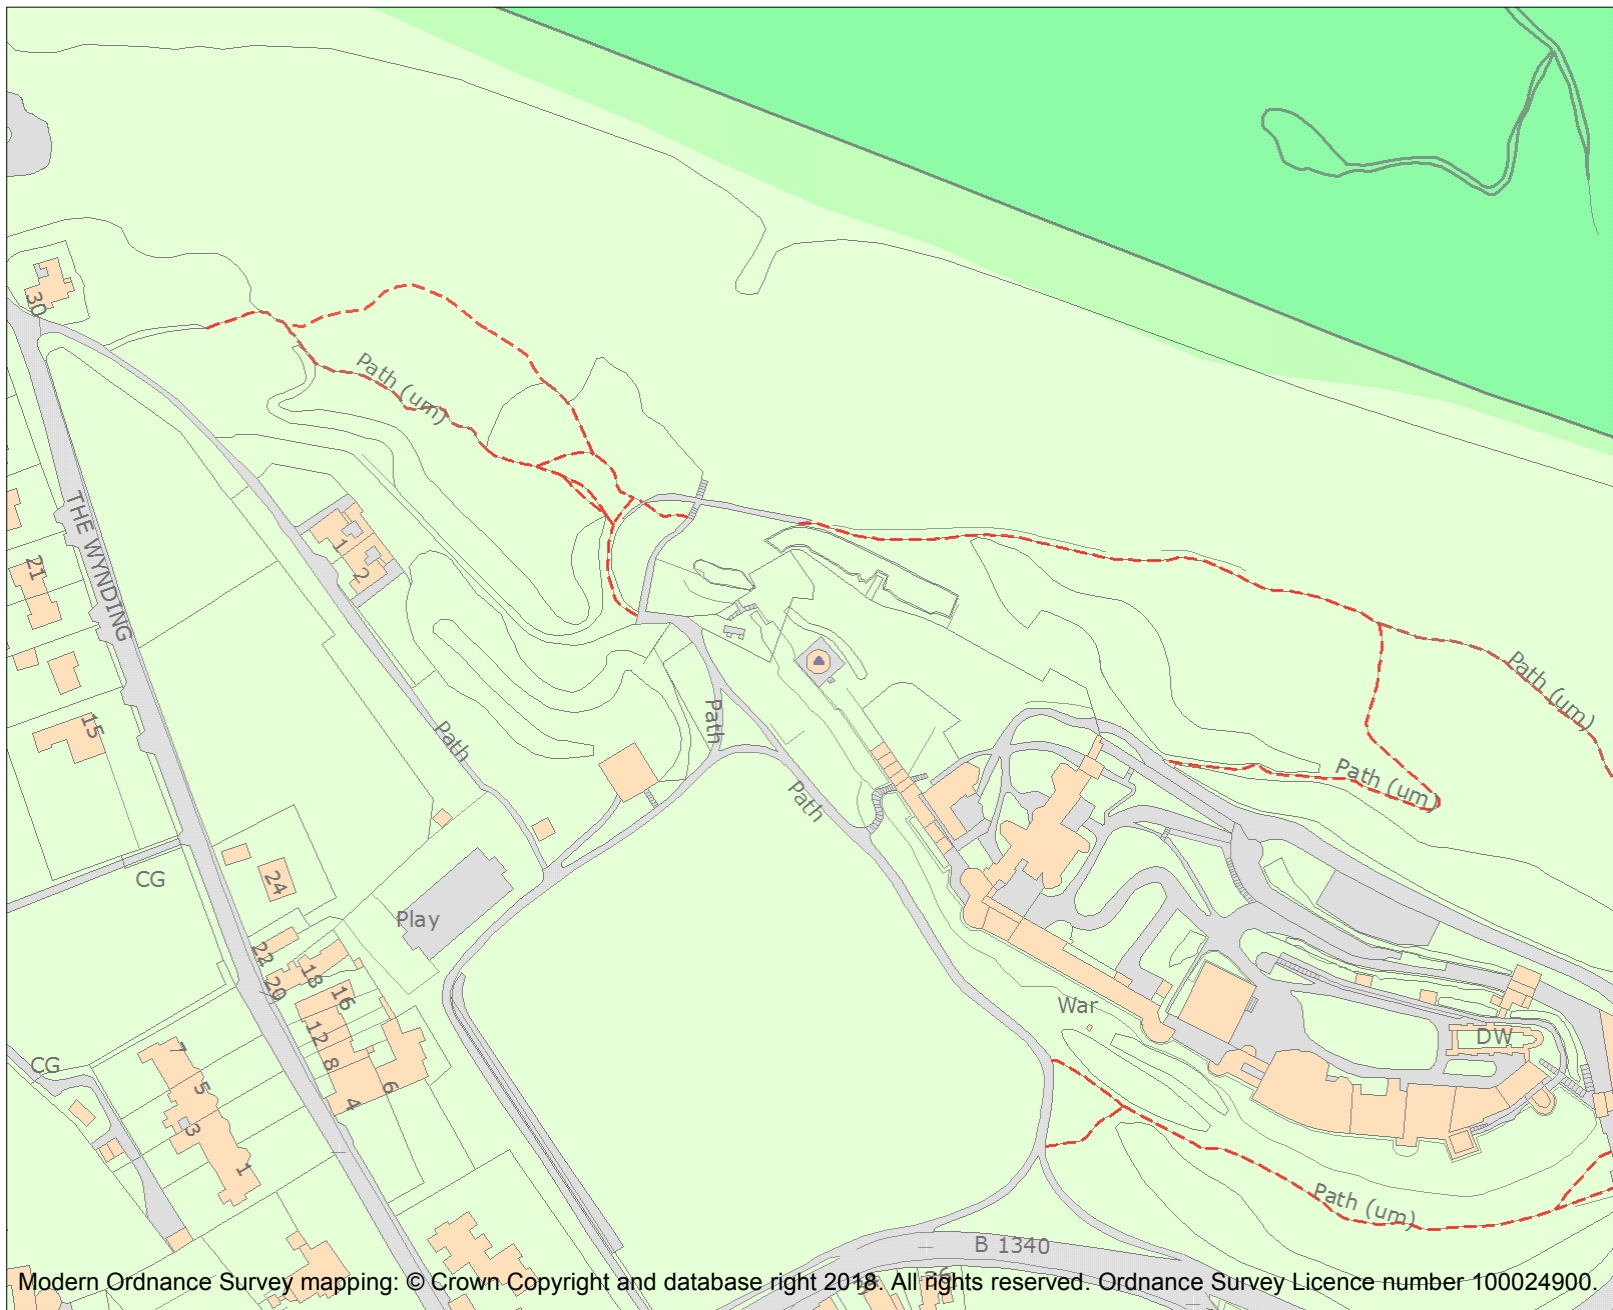 30
Path (um)
THE WYNDING
21
1
2
15
Path
Path
Path
Path (um)
Path (um)
CG
24
Play
22
20
18
16
12
8
6
4
War
DW
CG
7
5
3
1
Path (um)
B 1340
Modern Ordnance Survey mapping: © Crown Copyright and database right 2018. All rights reserved. Ordnance Survey Licence number 100024900.